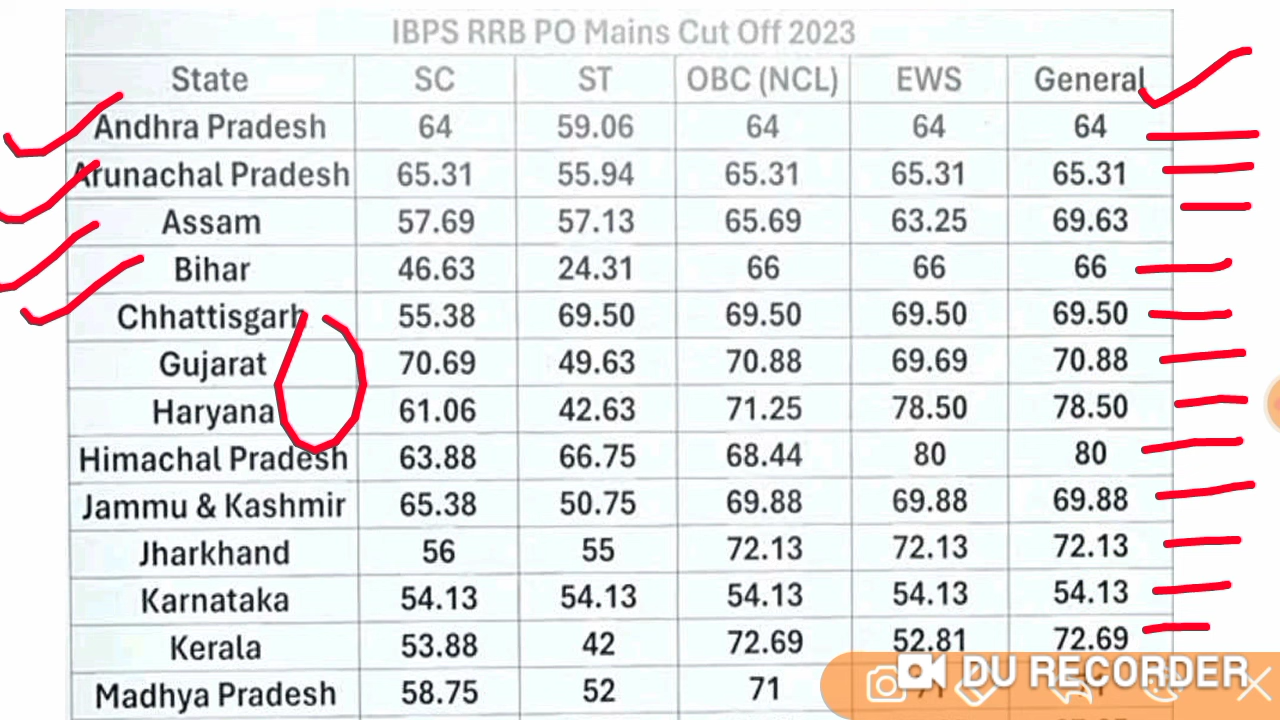 IBPS RRB PO Mains Cut Off 2023
State SC ST OBC (NCL) EWS General
Andhra Pradesh 64 59.06 64 64 64
Arunachal Pradesh 65.31 55.94 65.31 65.31 65.31
Assam 57.69 57.13 65.69 63.25 69.63
Bihar 46.63 24.31 66 66 66
Chhattisgarh 55.38 69.50 69.50 69.50 69.50
Gujarat 70.69 49.63 70.88 69.69 70.88
Haryana 61.06 42.63 71.25 78.50 78.50
Himachal Pradesh 63.88 66.75 68.44 80 80
Jammu & Kashmir 65.38 50.75 69.88 69.88 69.88
Jharkhand 56 55 72.13 72.13 72.13
Karnataka 54.13 54.13 54.13 54.13 54.13
Kerala 53.88 42 72.69 52.81 72.69
Madhya Pradesh 58.75 52 71
DU RECORDER